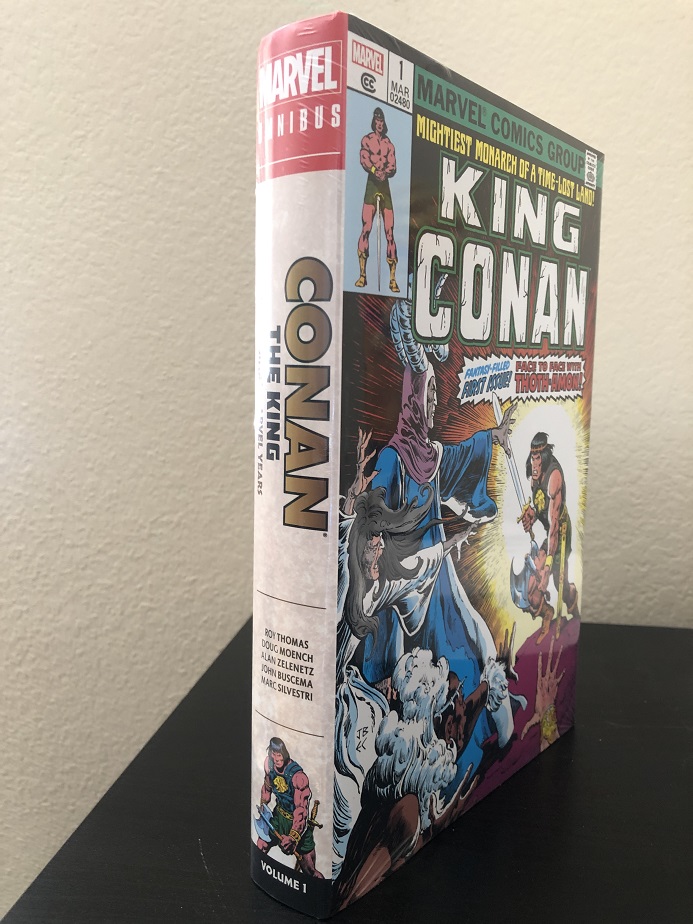 MARVEL
OMNIBUS
CONAN
THE KING
YEARS
ROY THOMAS
DOUG MOENCH
ALAN ZELENETZ
JOHN BUSCEMA
MARC SILVESTRI
VOLUME 1
MARVEL
CC
1
MAR
02480
MARVEL® COMICS GROUP
MIGHTIEST MONARCH OF A TIME-LOST LAND!
KING
CONAN
FANTASY-FILLED
FIRST ISSUE!
FACE TO FACE WITH
THOTH-AMON!
JB